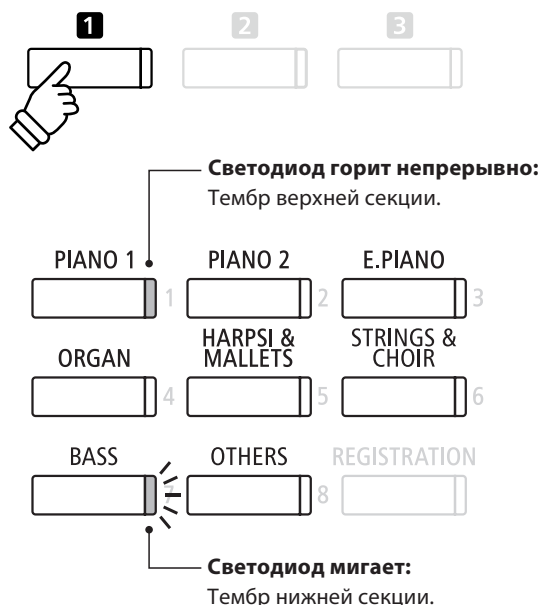 1 2 3
Светодиод горит непрерывно:
Тембр верхней секции.
PIANO 1 PIANO 2 E.PIANO
1 2 3
ORGAN HARPSI & MALLETS STRINGS & CHOIR
4 5 6
BASS OTHERS REGISTRATION
7 8
Светодиод мигает:
Тембр нижней секции.